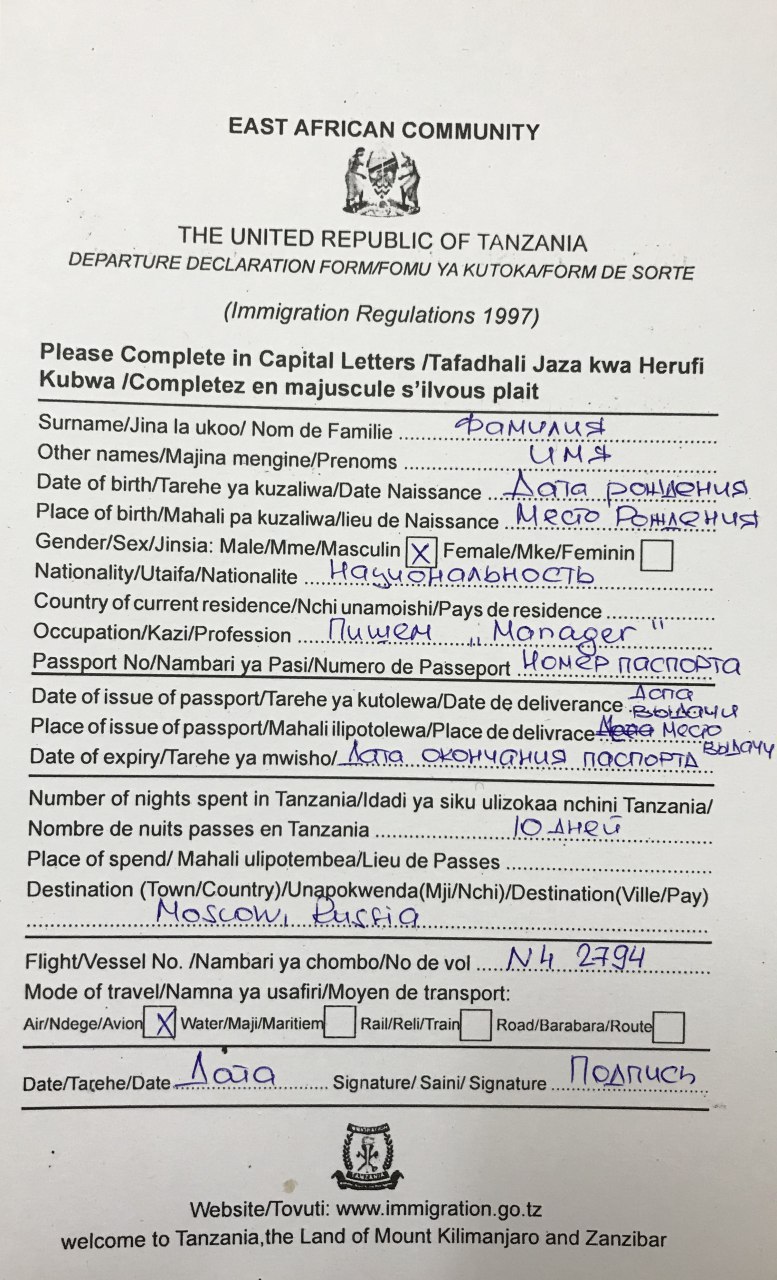 EAST AFRICAN COMMUNITY
THE UNITED REPUBLIC OF TANZANIA
DEPARTURE DECLARATION FORM/FOMU YA KUTOKA/FORM DE SORTE
(Immigration Regulations 1997)
Please Complete in Capital Letters /Tafadhali Jaza kwa Herufi
Kubwa /Completez en majuscule s'ilvous plait
Surname/Jina la ukoo/ Nom de Familie ФАМИЛИЯ
Other names/Majina mengine/Prenoms ИМЯ
Date of birth/Tarehe ya kuzaliwa/Date Naissance Дата рождения
Place of birth/Mahali pa kuzaliwa/lieu de Naissance Место Рождения
Gender/Sex/Jinsia: Male/Mme/Masculin X Female/Mke/Feminin
Nationality/Utaifa/Nationalite Национальность
Country of current residence/Nchi unamoishi/Pays de residence
Occupation/Kazi/Profession Пишем „Manager"
Passport No/Nambari ya Pasi/Numero de Passeport Номер паспорта
Date of issue of passport/Tarehe ya kutolewa/Date de deliverance Дата выдачи
Place of issue of passport/Mahali ilipotolewa/Place de delivrace Место выдачи
Date of expiry/Tarehe ya mwisho/ Дата окончания паспорта
Number of nights spent in Tanzania/Idadi ya siku ulizokaa nchini Tanzania/
Nombre de nuits passes en Tanzania 10 дней
Place of spend/ Mahali ulipotembea/Lieu de Passes
Destination (Town/Country)/Unapokwenda(Mji/Nchi)/Destination(Ville/Pay)
Moscow, Russia
Flight/Vessel No. /Nambari ya chombo/No de vol N4 2794
Mode of travel/Namna ya usafiri/Moyen de transport:
Air/Ndege/Avion X Water/Maji/Maritiem Rail/Reli/Train Road/Barabara/Route
Date/Tarehe/Date Дата Signature/ Saini/ Signature Подпись
TANZANIA
Website/Tovuti: www.immigration.go.tz
welcome to Tanzania,the Land of Mount Kilimanjaro and Zanzibar